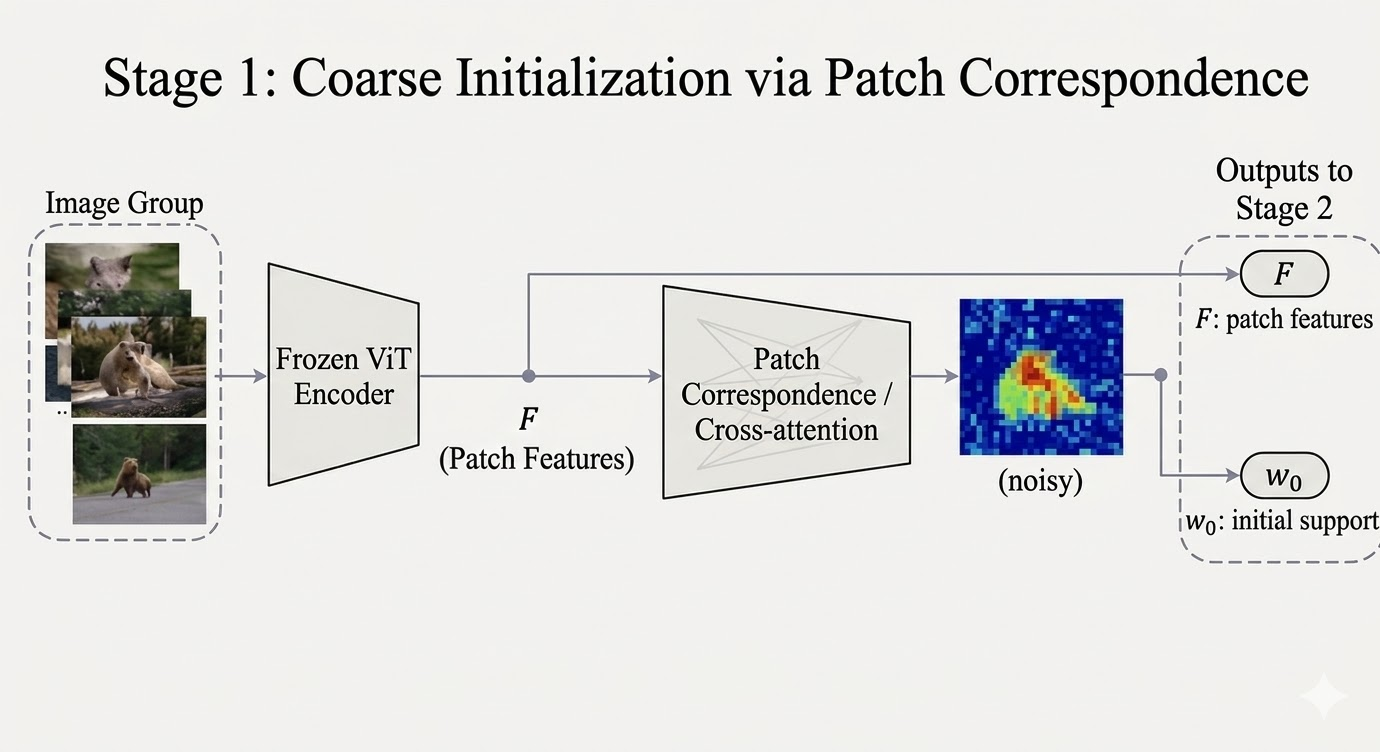 Stage 1: Coarse Initialization via Patch Correspondence
Image Group
..
Frozen ViT
Encoder
F
(Patch Features)
Patch
Correspondence /
Cross-attention
(noisy)
Outputs to
Stage 2
F
F: patch features
w₀
w₀: initial support